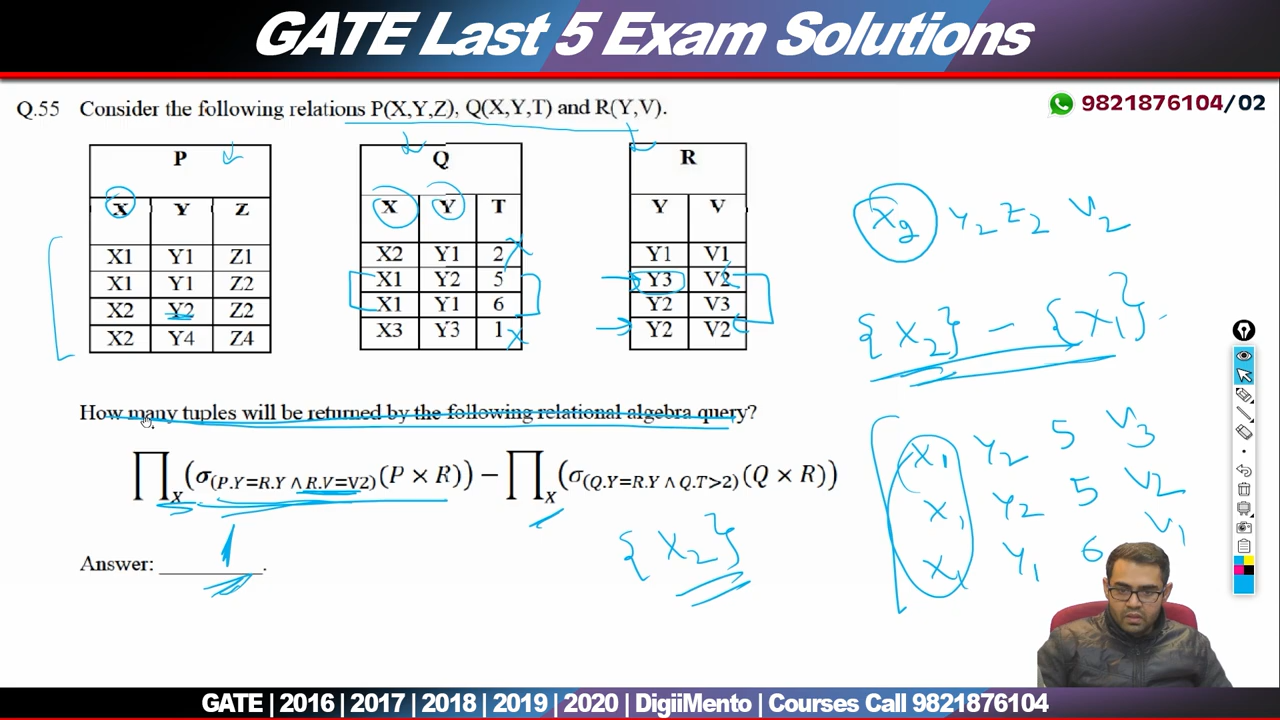 GATE Last 5 Exam Solutions
Q.55 Consider the following relations P(X,Y,Z), Q(X,Y,T) and R(Y,V).
9821876104/02
P
X Y Z
X1 Y1 Z1
X1 Y1 Z2
X2 Y2 Z2
X2 Y4 Z4
Q
X Y T
X2 Y1 2
X1 Y2 5
X1 Y1 6
X3 Y3 1
R
Y V
Y1 V1
Y3 V2
Y2 V3
Y2 V2
X2 Y2 Z2 V2
{X2} - {X1}
How many tuples will be returned by the following relational algebra query?
∏X(σ(P.Y=R.Y ∧ R.V=V2)(P × R)) − ∏X(σ(Q.Y=R.Y ∧ Q.T>2)(Q × R))
X1 Y2 5 V3
X1 Y2 5 V2
X1 Y1 6 V1
{X2}
Answer: 1.
GATE | 2016 | 2017 | 2018 | 2019 | 2020 | DigiiMento | Courses Call 9821876104